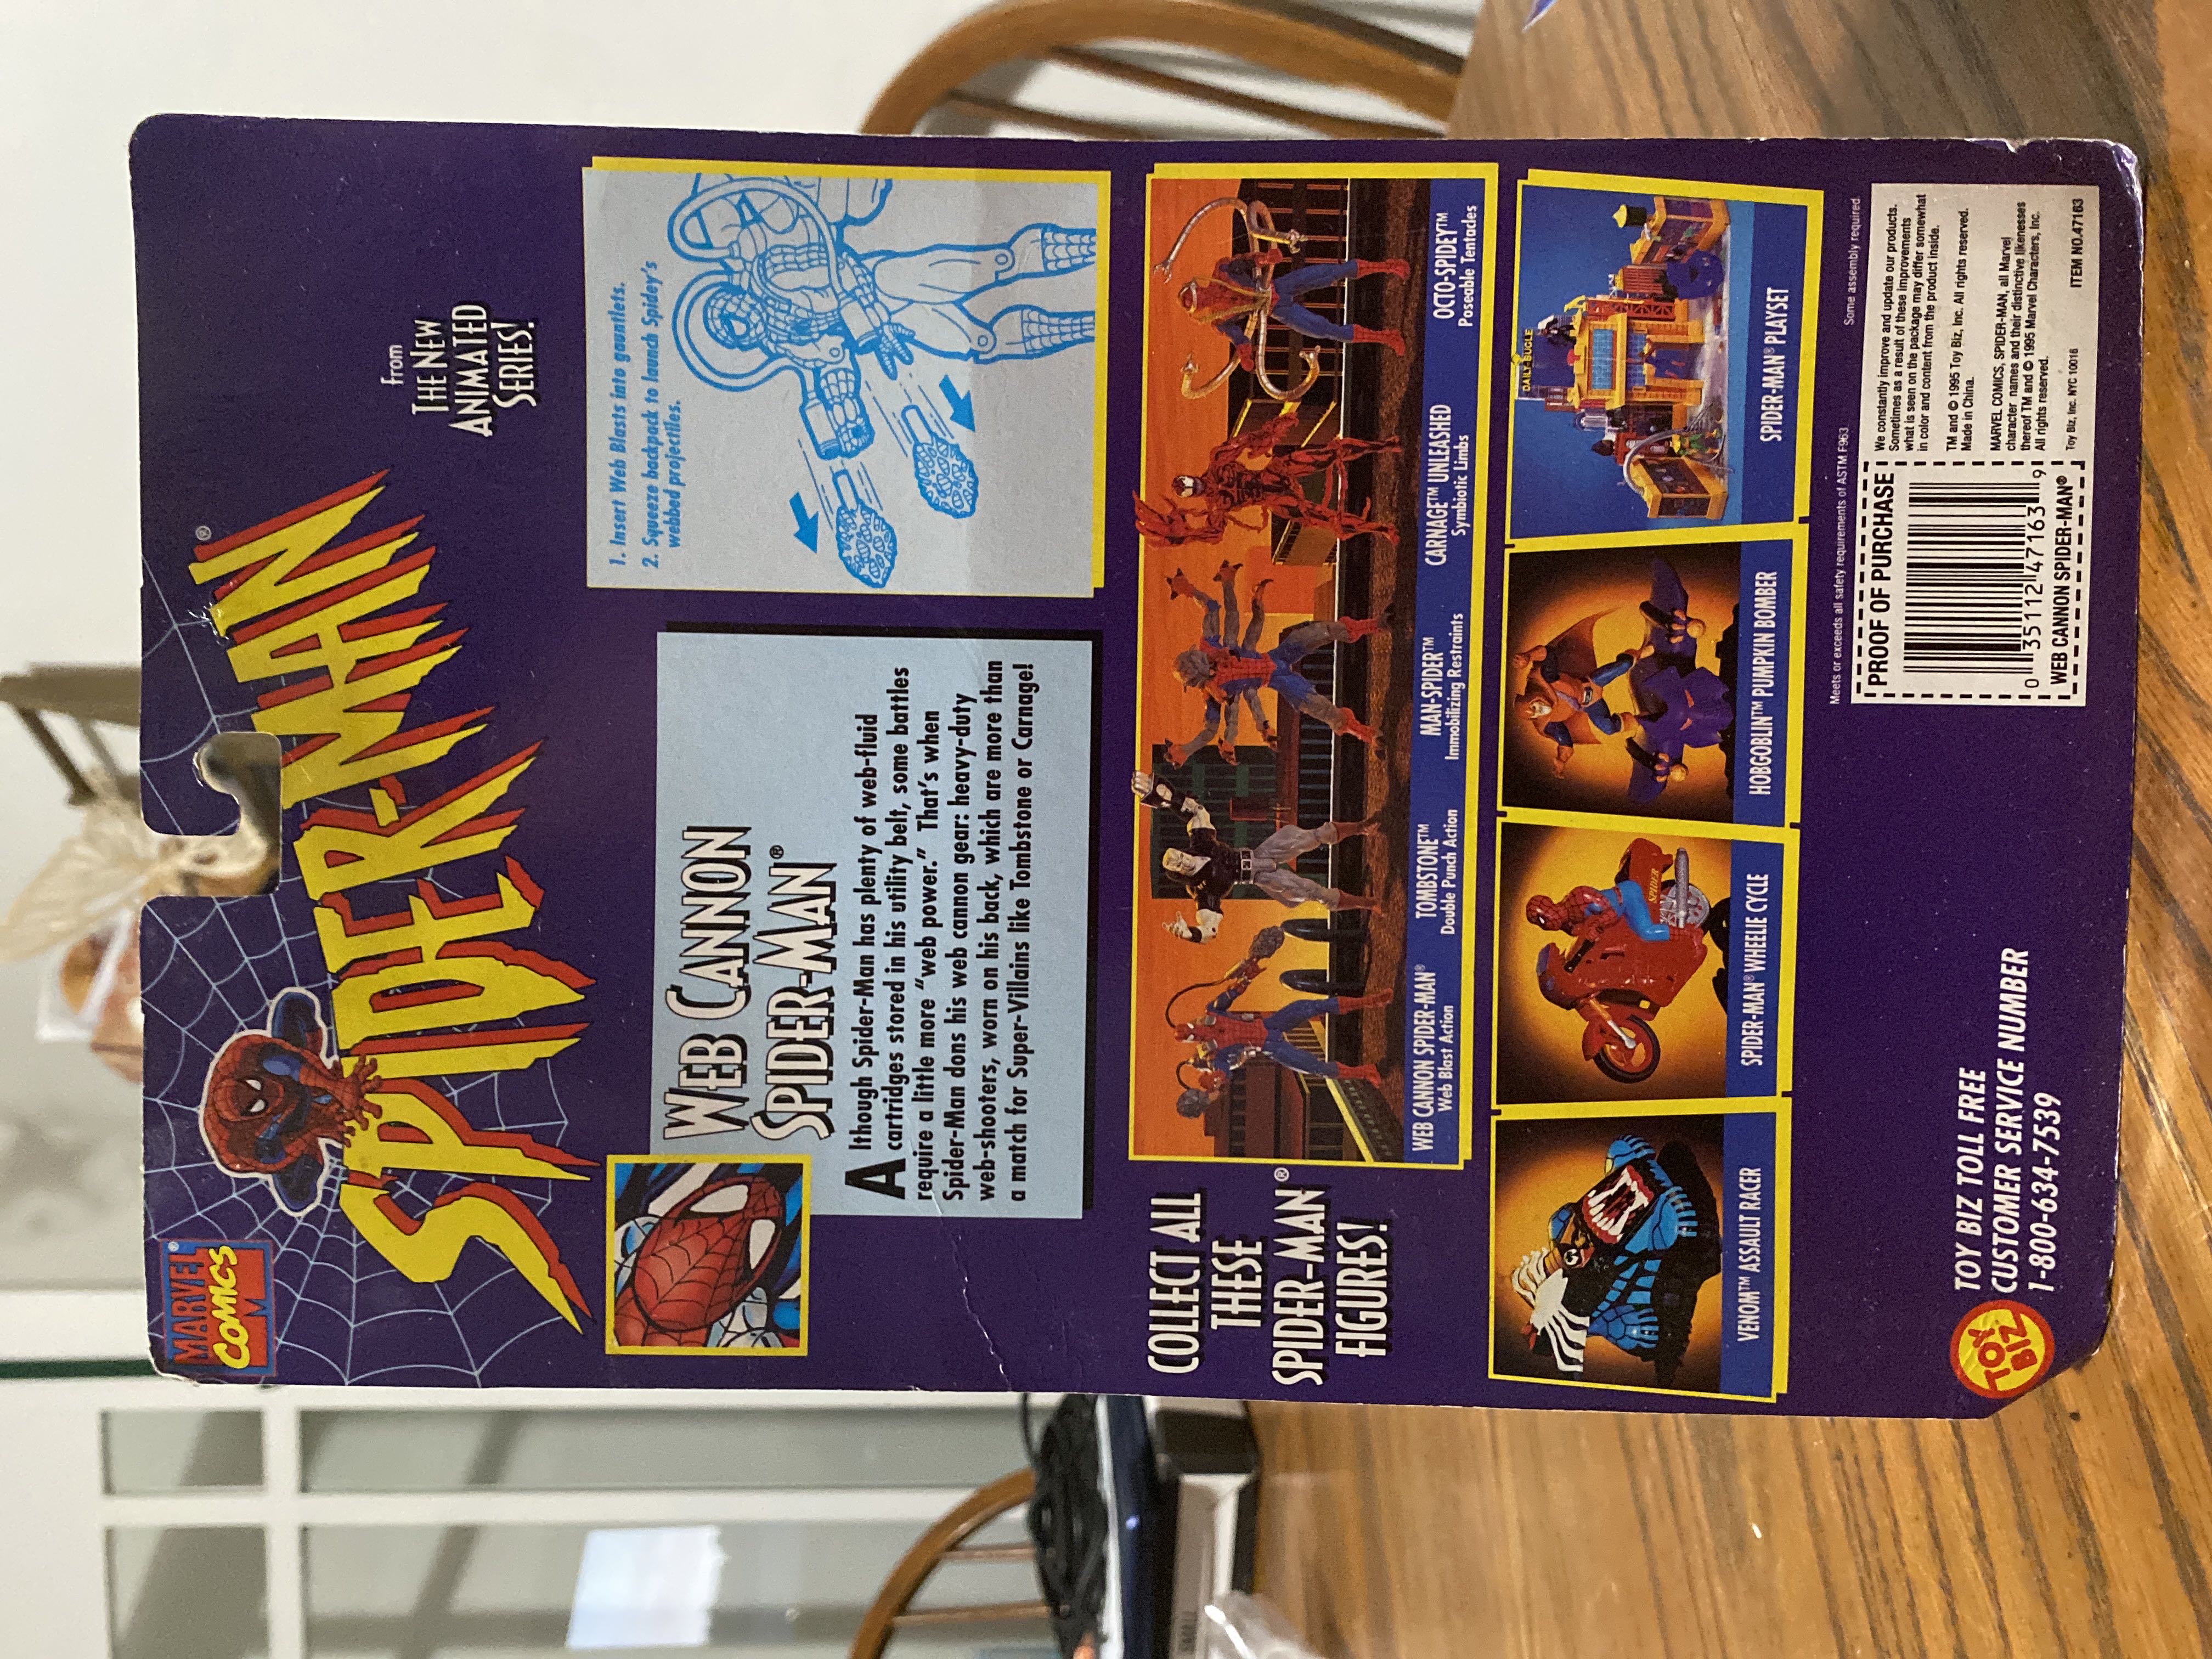 MARVEL®
COMICS
SPIDER-MAN®
from
THE NEW
ANIMATED
SERIES!
WEB CANNON
SPIDER-MAN®
Although Spider-Man has plenty of web-fluid
cartridges stored in his utility belt, some battles
require a little more “web power.” That's when
Spider-Man dons his web cannon gear: heavy-duty
web-shooters, worn on his back, which are more than
a match for Super-Villains like Tombstone or Carnage!
1. Insert Web Blasts into gauntlets.
2. Squeeze backpack to launch Spidey's
webbed projectiles.
COLLECT ALL
THESE
SPIDER-MAN®
FIGURES!
WEB CANNON SPIDER-MAN®
Web Blast Action
TOMBSTONE™
Double Punch Action
MAN-SPIDER™
Immobilizing Restraints
CARNAGE™ UNLEASHED
Symbiotic Limbs
OCTO-SPIDEY™
Poseable Tentacles
VENOM™ ASSAULT RACER
SPIDER
SPIDER-MAN® WHEELIE CYCLE
HOBGOBLIN™ PUMPKIN BOMBER
DAILY BUGLE
SPIDER-MAN® PLAYSET
Meets or exceeds all safety requirements of ASTM F963
Some assembly required.
TOY
BIZ
TOY BIZ TOLL FREE
CUSTOMER SERVICE NUMBER
1-800-634-7539
PROOF OF PURCHASE
0 35112 47163 9
WEB CANNON SPIDER-MAN®
We constantly improve and update our products.
Sometimes as a result of these improvements
what is seen on the package may differ somewhat
in color and content from the product inside.
TM and © 1995 Toy Biz, Inc. All rights reserved.
Made in China.
MARVEL COMICS, SPIDER-MAN, all Marvel
character names and their distinctive likenesses
thereof TM and © 1995 Marvel Characters, Inc.
All rights reserved.
Toy Biz, Inc. NYC 10016
ITEM NO.47163